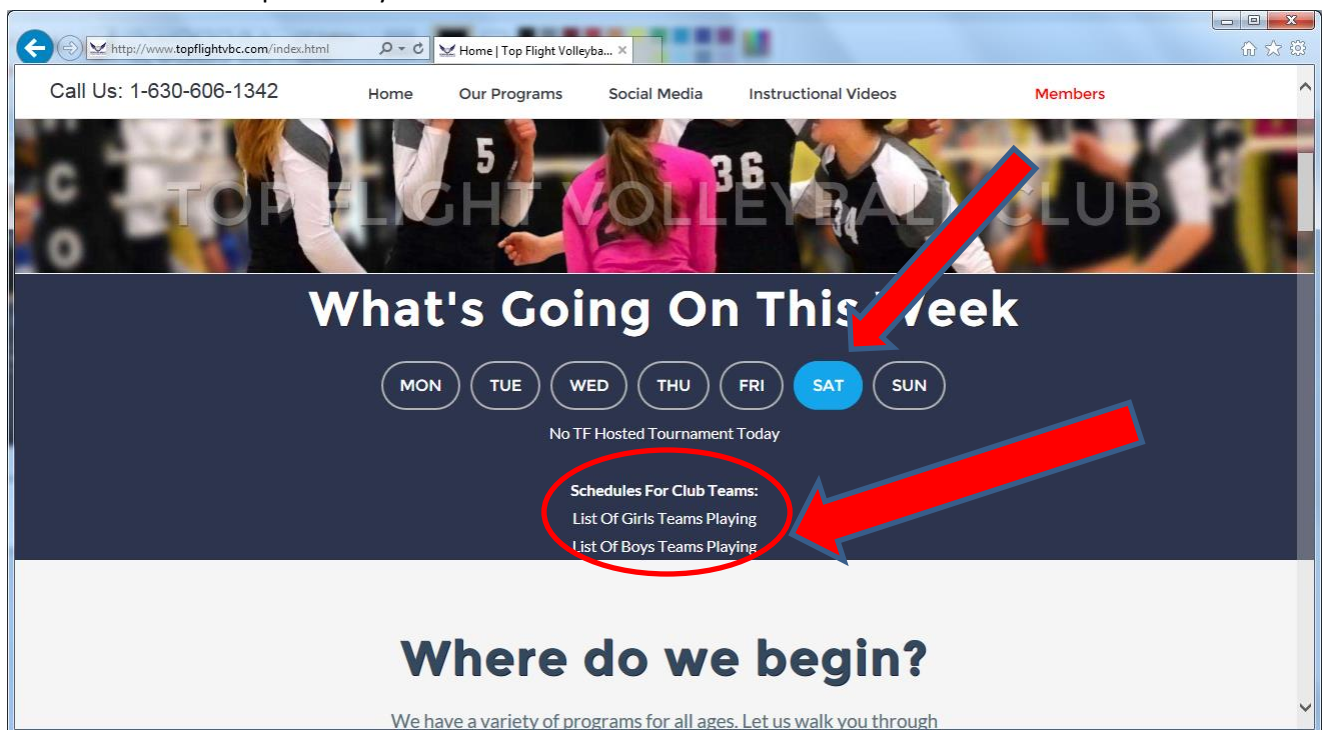 http://www.topflightvbc.com/index.html
Home | Top Flight Volleyba... ×
Call Us: 1-630-606-1342 Home Our Programs Social Media Instructional Videos Members
C
O
5
36
34
TOP FLIGHT VOLLEYBALL CLUB
What's Going On This Week
MON TUE WED THU FRI SAT SUN
No TF Hosted Tournament Today
Schedules For Club Teams:
List Of Girls Teams Playing
List Of Boys Teams Playing
Where do we begin?
We have a variety of programs for all ages. Let us walk you through